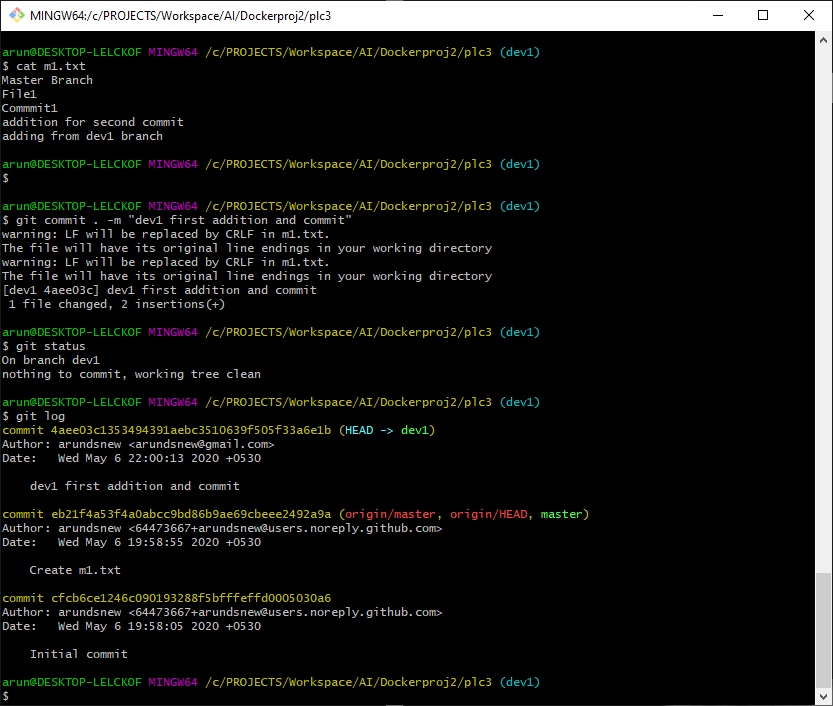 MINGW64:/c/PROJECTS/Workspace/AI/Dockerproj2/plc3
arun@DESKTOP-LELCKOF MINGW64 /c/PROJECTS/Workspace/AI/Dockerproj2/plc3 (dev1)
$ cat m1.txt
Master Branch
File1
Commmit1
addition for second commit
adding from dev1 branch
arun@DESKTOP-LELCKOF MINGW64 /c/PROJECTS/Workspace/AI/Dockerproj2/plc3 (dev1)
$
arun@DESKTOP-LELCKOF MINGW64 /c/PROJECTS/Workspace/AI/Dockerproj2/plc3 (dev1)
$ git commit . -m "dev1 first addition and commit"
warning: LF will be replaced by CRLF in m1.txt.
The file will have its original line endings in your working directory
warning: LF will be replaced by CRLF in m1.txt.
The file will have its original line endings in your working directory
[dev1 4aee03c] dev1 first addition and commit
 1 file changed, 2 insertions(+)
arun@DESKTOP-LELCKOF MINGW64 /c/PROJECTS/Workspace/AI/Dockerproj2/plc3 (dev1)
$ git status
On branch dev1
nothing to commit, working tree clean
arun@DESKTOP-LELCKOF MINGW64 /c/PROJECTS/Workspace/AI/Dockerproj2/plc3 (dev1)
$ git log
commit 4aee03c1353494391aebc3510639f505f33a6e1b (HEAD -> dev1)
Author: arundsnew <arundsnew@gmail.com>
Date:   Wed May 6 22:00:13 2020 +0530
    dev1 first addition and commit
commit eb21f4a53f4a0abcc9bd86b9ae69cbeee2492a9a (origin/master, origin/HEAD, master)
Author: arundsnew <64473667+arundsnew@users.noreply.github.com>
Date:   Wed May 6 19:58:55 2020 +0530
    Create m1.txt
commit cfcb6ce1246c090193288f5bfffeffd0005030a6
Author: arundsnew <64473667+arundsnew@users.noreply.github.com>
Date:   Wed May 6 19:58:05 2020 +0530
    Initial commit
arun@DESKTOP-LELCKOF MINGW64 /c/PROJECTS/Workspace/AI/Dockerproj2/plc3 (dev1)
$